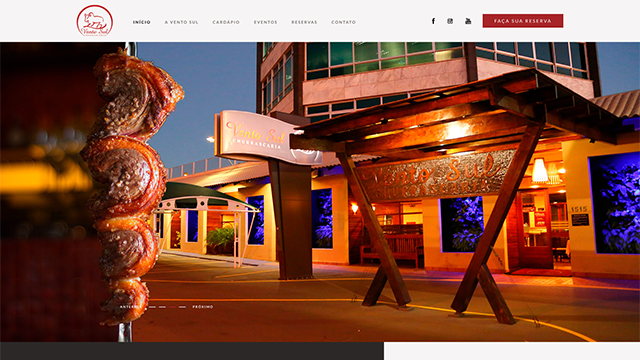 Vento Sul
INÍCIO A VENTO SUL CARDÁPIO EVENTOS RESERVAS CONTATO
FAÇA SUA RESERVA
Vento Sul
CHURRASCARIA
Vento Sul
CHURRASCARIA
1515
ANTERIOR PRÓXIMO